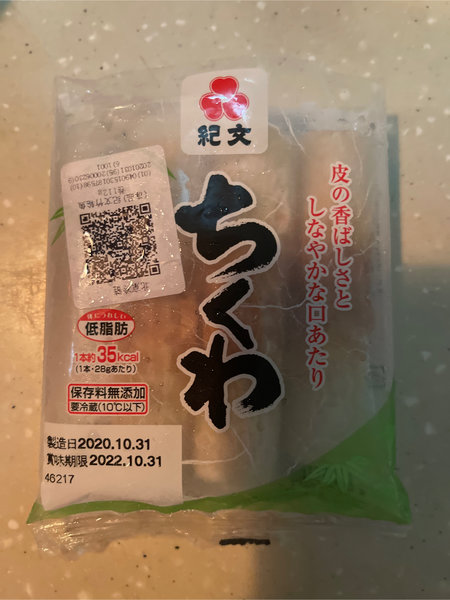 紀文
ちくわ
皮の香ばしさと
しなやかな口あたり
低脂肪
1本約35kcal
(1本・28gあたり)
保存料無添加
要冷蔵(10℃以下)
製造日2020.10.31
賞味期限2022.10.31
46217